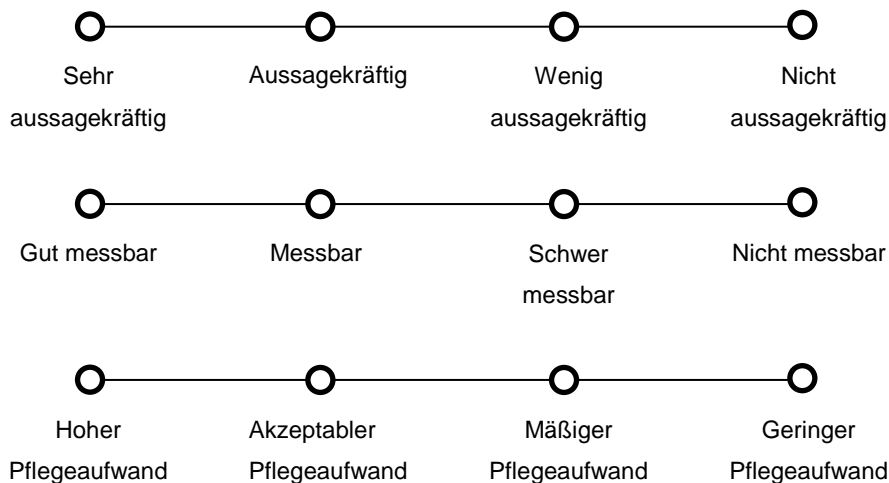 Sehr Aussagekräftig Wenig Nicht
aussagekräftig aussagekräftig aussagekräftig
Gut messbar Messbar Schwer Nicht messbar
messbar
Hoher Akzeptabler Mäßiger Geringer
Pflegeaufwand Pflegeaufwand Pflegeaufwand Pflegeaufwand